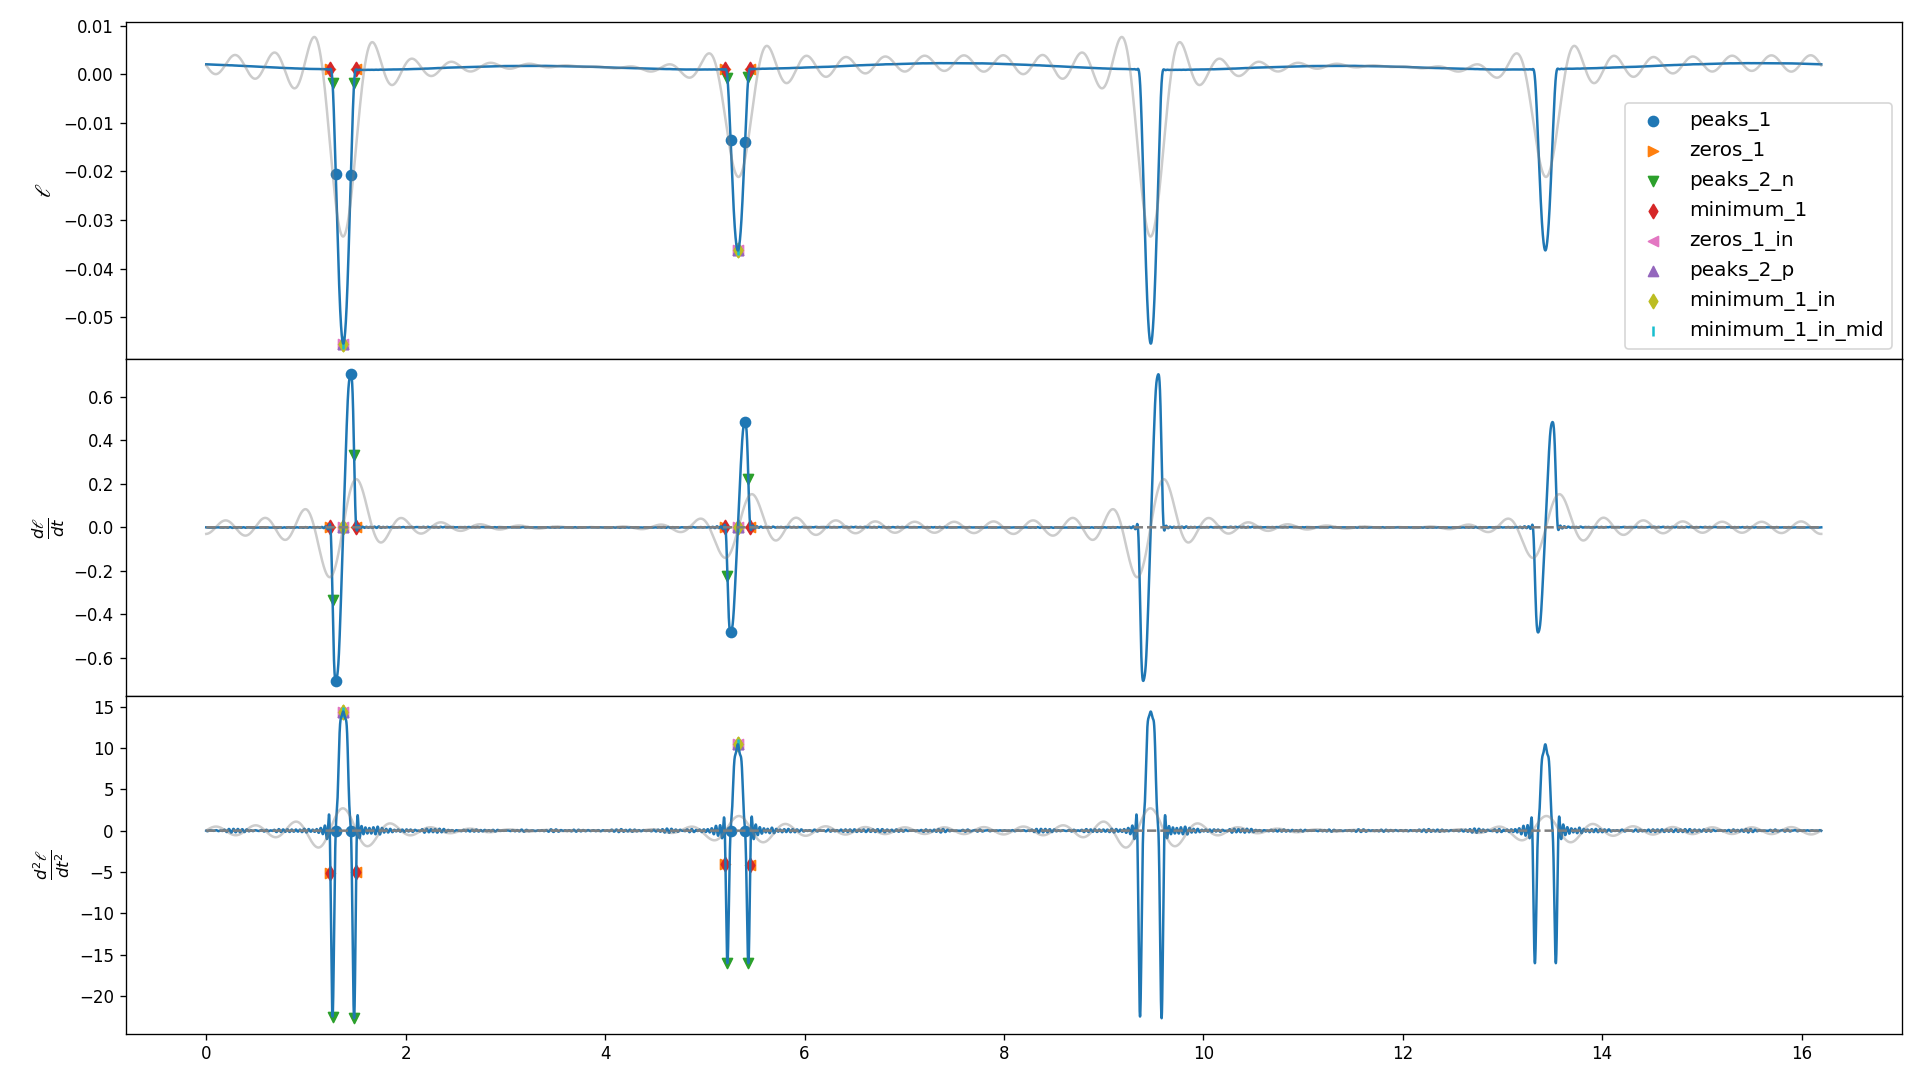 0.01
0.00
−0.01
−0.02
−0.03
−0.04
−0.05
ℓ
peaks_1
zeros_1
peaks_2_n
minimum_1
zeros_1_in
peaks_2_p
minimum_1_in
minimum_1_in_mid
0.6
0.4
0.2
0.0
−0.2
−0.4
−0.6
dℓ
dt
15
10
5
0
−5
−10
−15
−20
d²ℓ
dt²
0 2 4 6 8 10 12 14 16